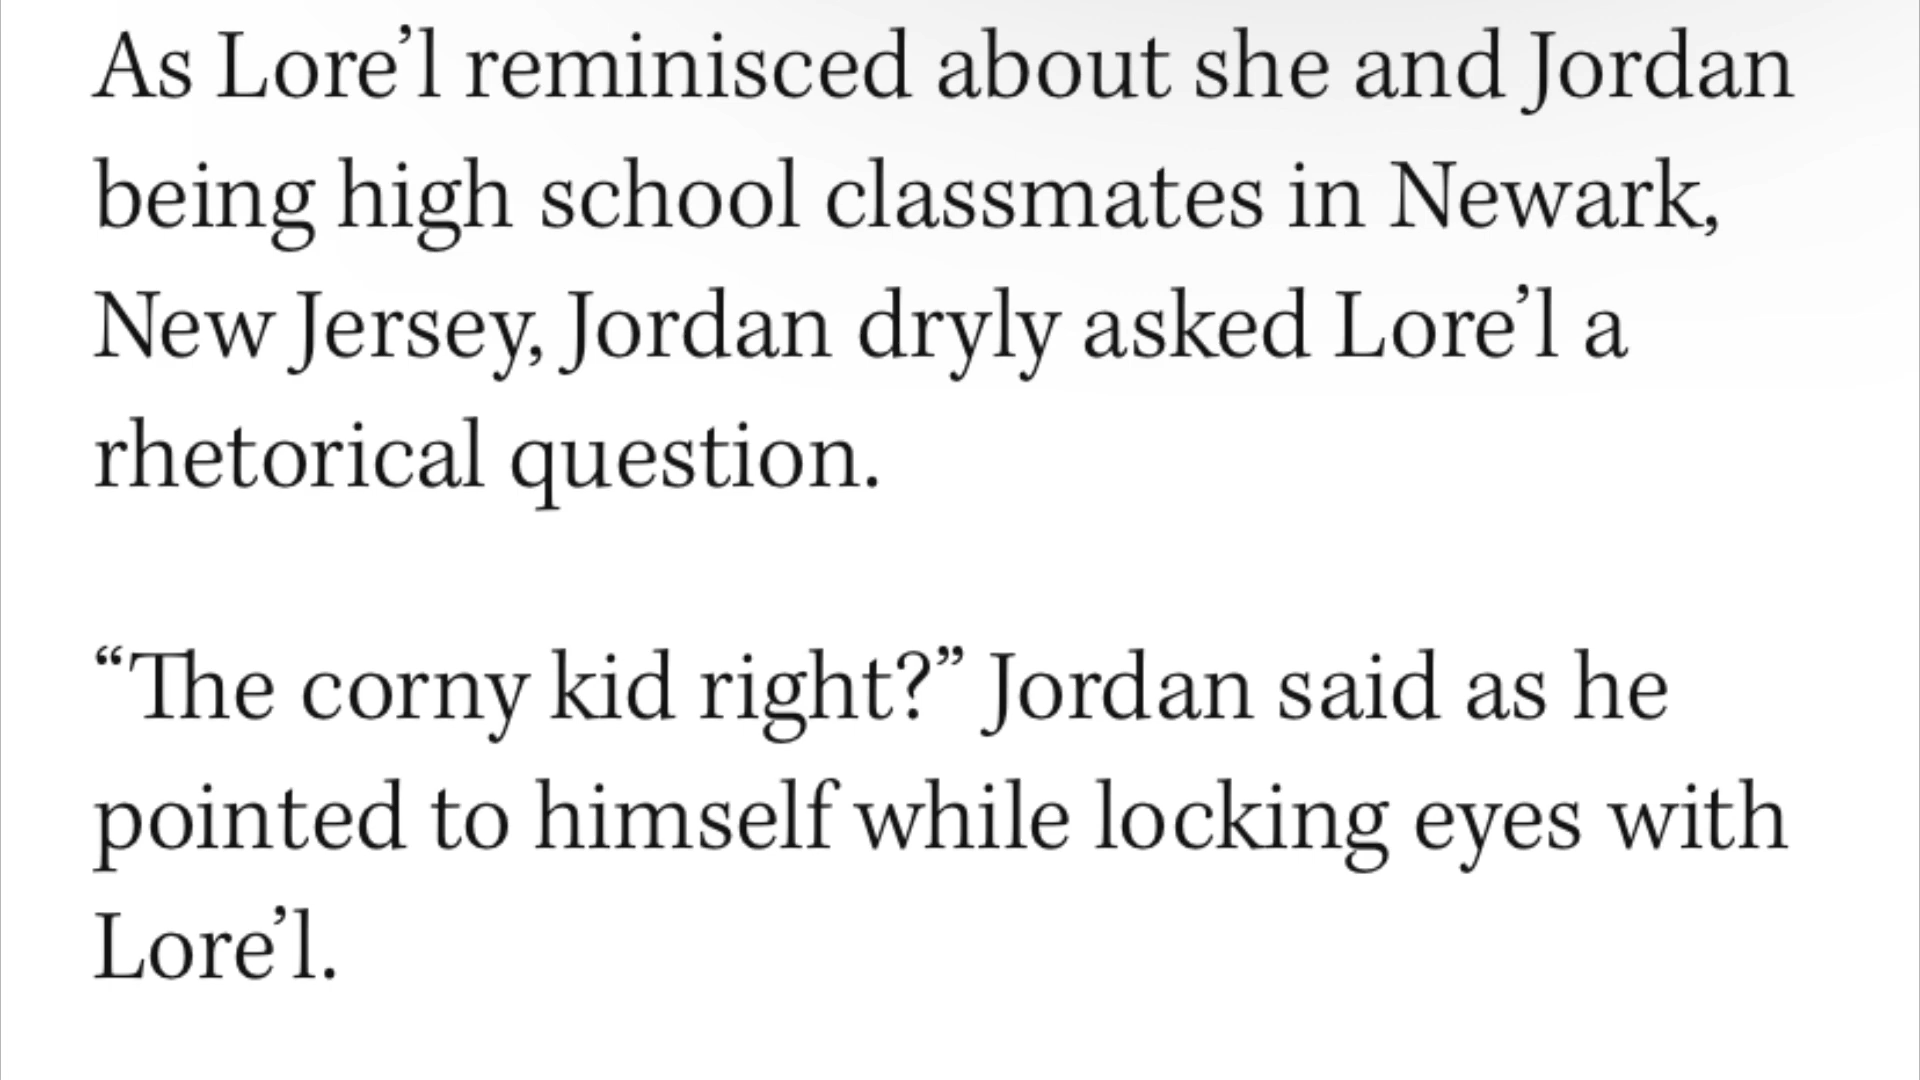 As Lore’l reminisced about she and Jordan
being high school classmates in Newark,
New Jersey, Jordan dryly asked Lore’l a
rhetorical question.
“The corny kid right?” Jordan said as he
pointed to himself while locking eyes with
Lore’l.